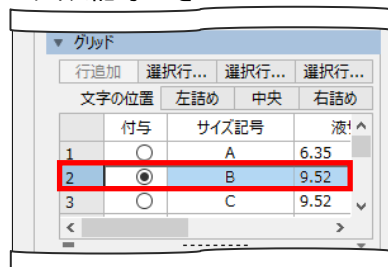 グリッド
行追加 選択行... 選択行... 選択行...
文字の位置 左詰め 中央 右詰め
付与 サイズ記号
1 A 6.35
2 B 9.52
3 C 9.52